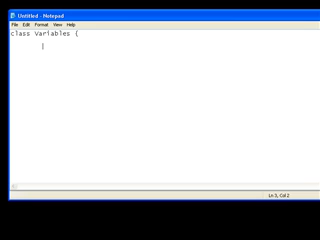 Untitled - Notepad
File Edit Format View Help
class Variables {
Ln 3, Col 2